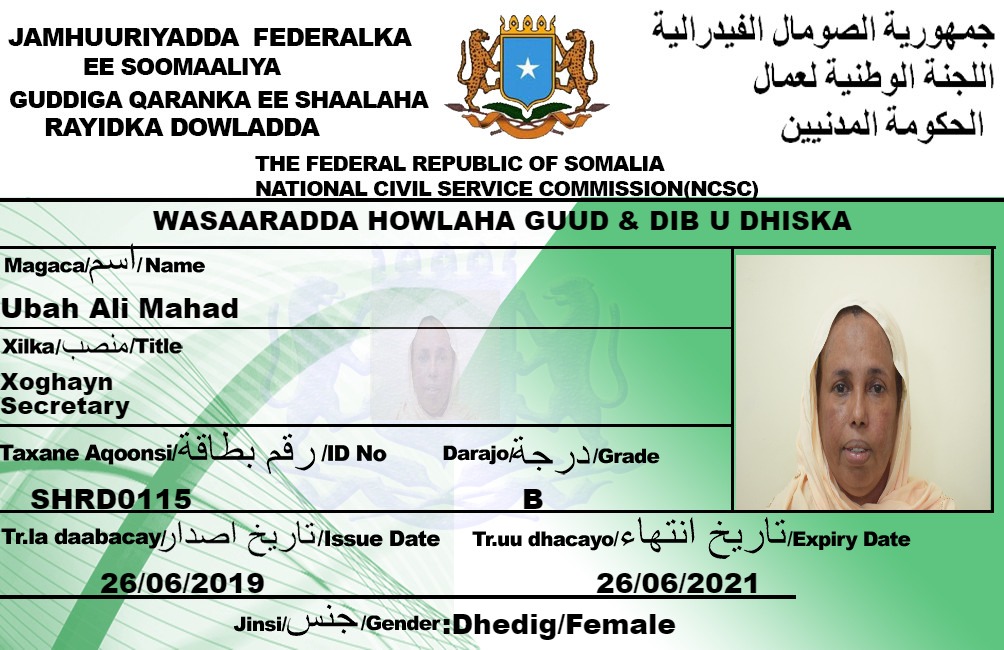 JAMHUURIYADDA FEDERALKA
EE SOOMAALIYA
GUDDIGA QARANKA EE SHAALAHA
RAYIDKA DOWLADDA
جمهورية الصومال الفيدرالية
اللجنة الوطنية لعمال
الحكومة المدنيين
THE FEDERAL REPUBLIC OF SOMALIA
NATIONAL CIVIL SERVICE COMMISSION(NCSC)
WASAARADDA HOWLAHA GUUD & DIB U DHISKA
Magaca/اسم/Name
Ubah Ali Mahad
Xilka/منصب/Title
Xoghayn
Secretary
Taxane Aqoonsi/رقم بطاقة/ID No Darajo/درجة/Grade
SHRD0115 B
Tr.la daabacay/تاريخ اصدار/Issue Date Tr.uu dhacayo/تاريخ انتهاء/Expiry Date
26/06/2019 26/06/2021
Jinsi/جنس/Gender:Dhedig/Female